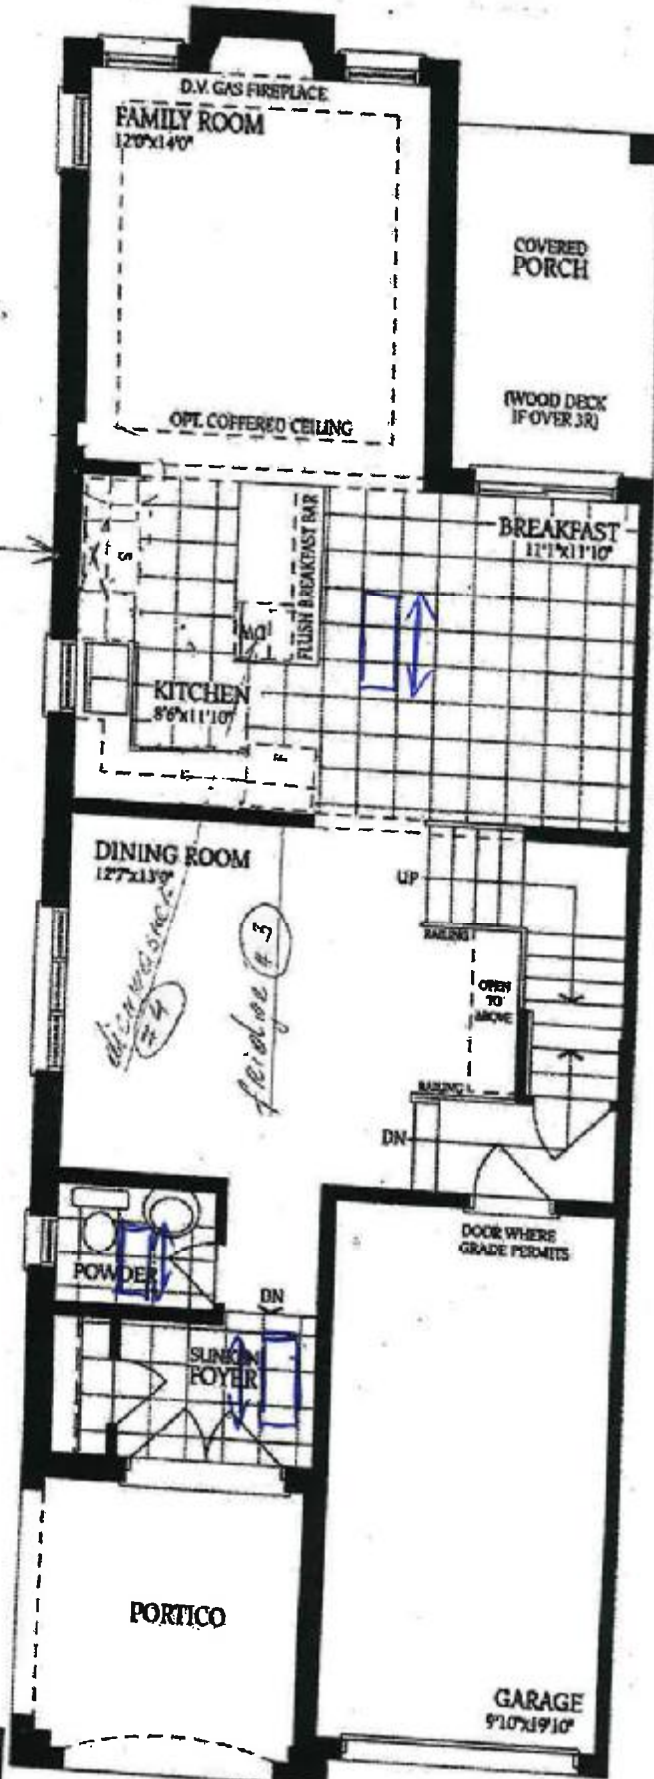 D.V. GAS FIREPLACE
FAMILY ROOM
12'0"x14'0"
COVERED
PORCH
(WOOD DECK
IF OVER 3R)
OPT. COFFERED CEILING
BREAKFAST
11'1"x11'10"
FLUSH BREAKFAST BAR
S
DW
KITCHEN
8'6"x11'10"
F
DINING ROOM
12'7"x13'0"
UP
RAILING
OPEN
TO
ABOVE
RAILING
DN
dishwasher
#4
fridge #3
DOOR WHERE
GRADE PERMITS
POWDER
DN
SUNKEN
FOYER
PORTICO
GARAGE
9'10"x19'10"